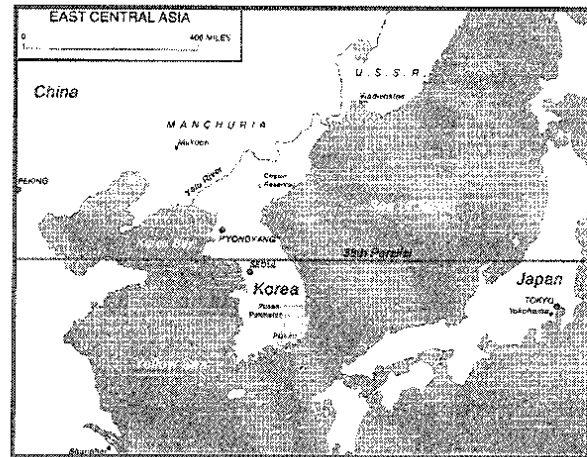 EAST CENTRAL ASIA
0 400 MILES
U.S.S.R.
China
Vladivostok
MANCHURIA
Mukden
Yalu River
Chosin
Reservoir
PEKING
PYONGYANG
38th Parallel
SEOUL
Korea
Japan
Pusan
Perimeter
TOKYO
Yokohama
Pusan
Shanghai